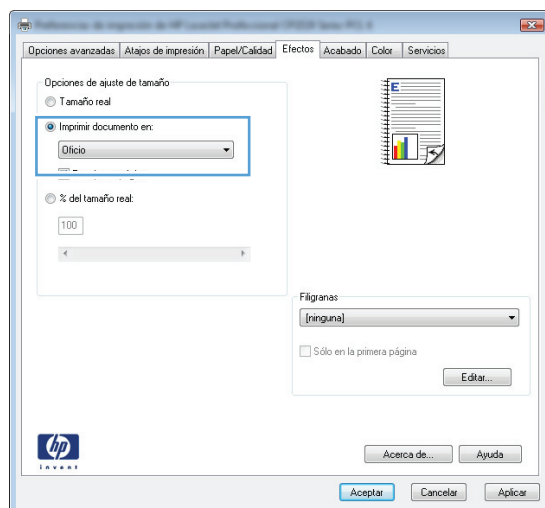 Opciones avanzadas Atajos de impresión Papel/Calidad Efectos Acabado Color Servicios
Opciones de ajuste de tamaño
Tamaño real
Imprimir documento en:
Oficio
% del tamaño real:
100
E
Filigranas
[ninguna]
Sólo en la primera página
Editar...
hp
invent
Acerca de... Ayuda
Aceptar Cancelar Aplicar